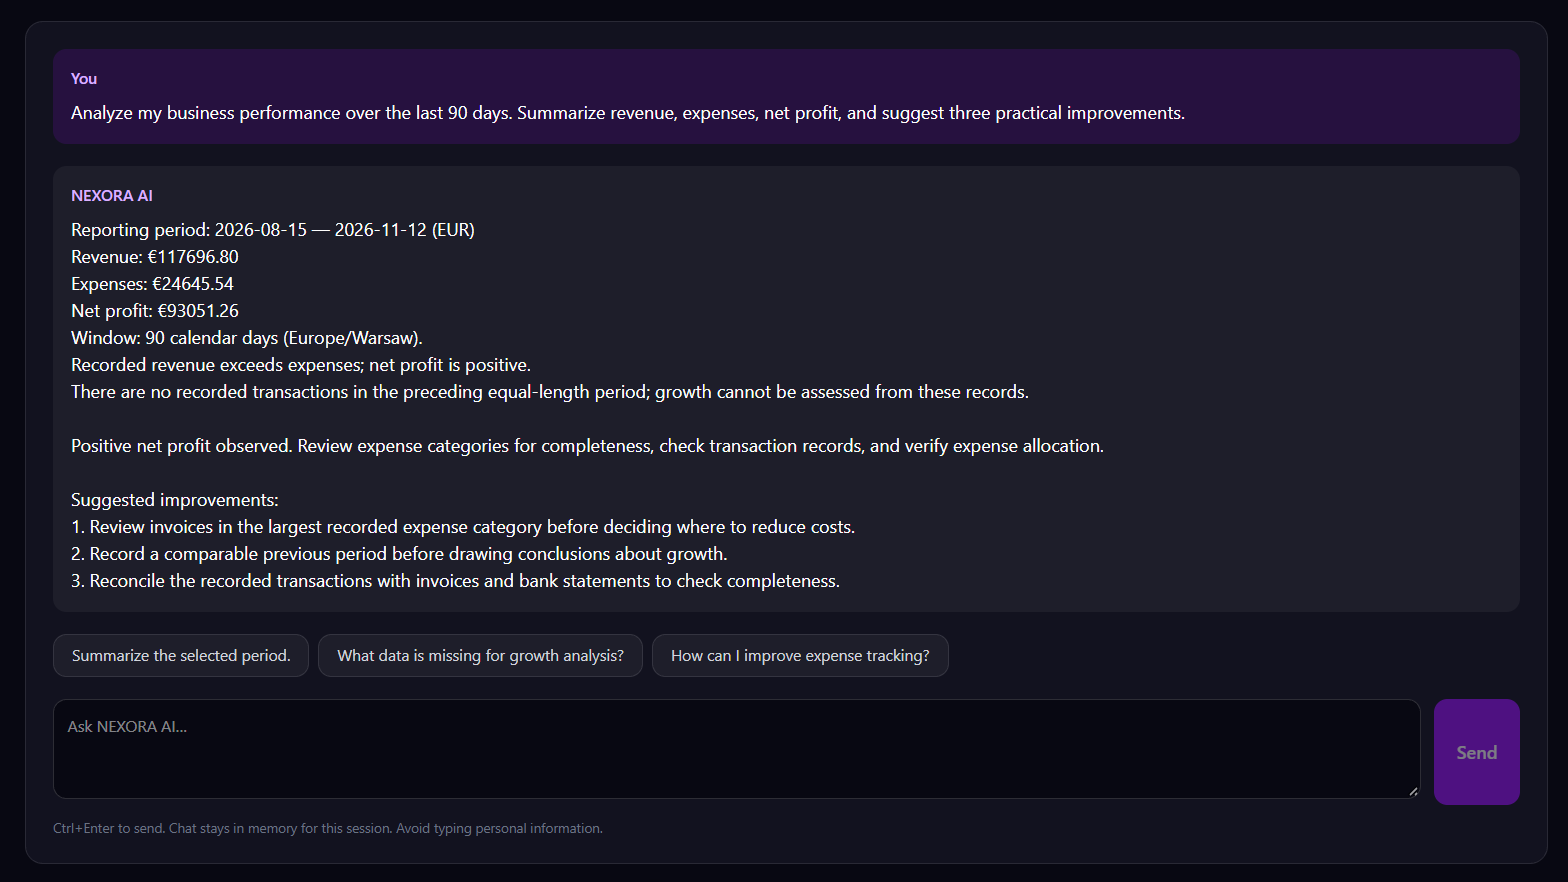 You
Analyze my business performance over the last 90 days. Summarize revenue, expenses, net profit, and suggest three practical improvements.
NEXORA AI
Reporting period: 2026-08-15 — 2026-11-12 (EUR)
Revenue: €117696.80
Expenses: €24645.54
Net profit: €93051.26
Window: 90 calendar days (Europe/Warsaw).
Recorded revenue exceeds expenses; net profit is positive.
There are no recorded transactions in the preceding equal-length period; growth cannot be assessed from these records.
Positive net profit observed. Review expense categories for completeness, check transaction records, and verify expense allocation.
Suggested improvements:
1. Review invoices in the largest recorded expense category before deciding where to reduce costs.
2. Record a comparable previous period before drawing conclusions about growth.
3. Reconcile the recorded transactions with invoices and bank statements to check completeness.
Summarize the selected period.
What data is missing for growth analysis?
How can I improve expense tracking?
Ask NEXORA AI...
Send
Ctrl+Enter to send. Chat stays in memory for this session. Avoid typing personal information.